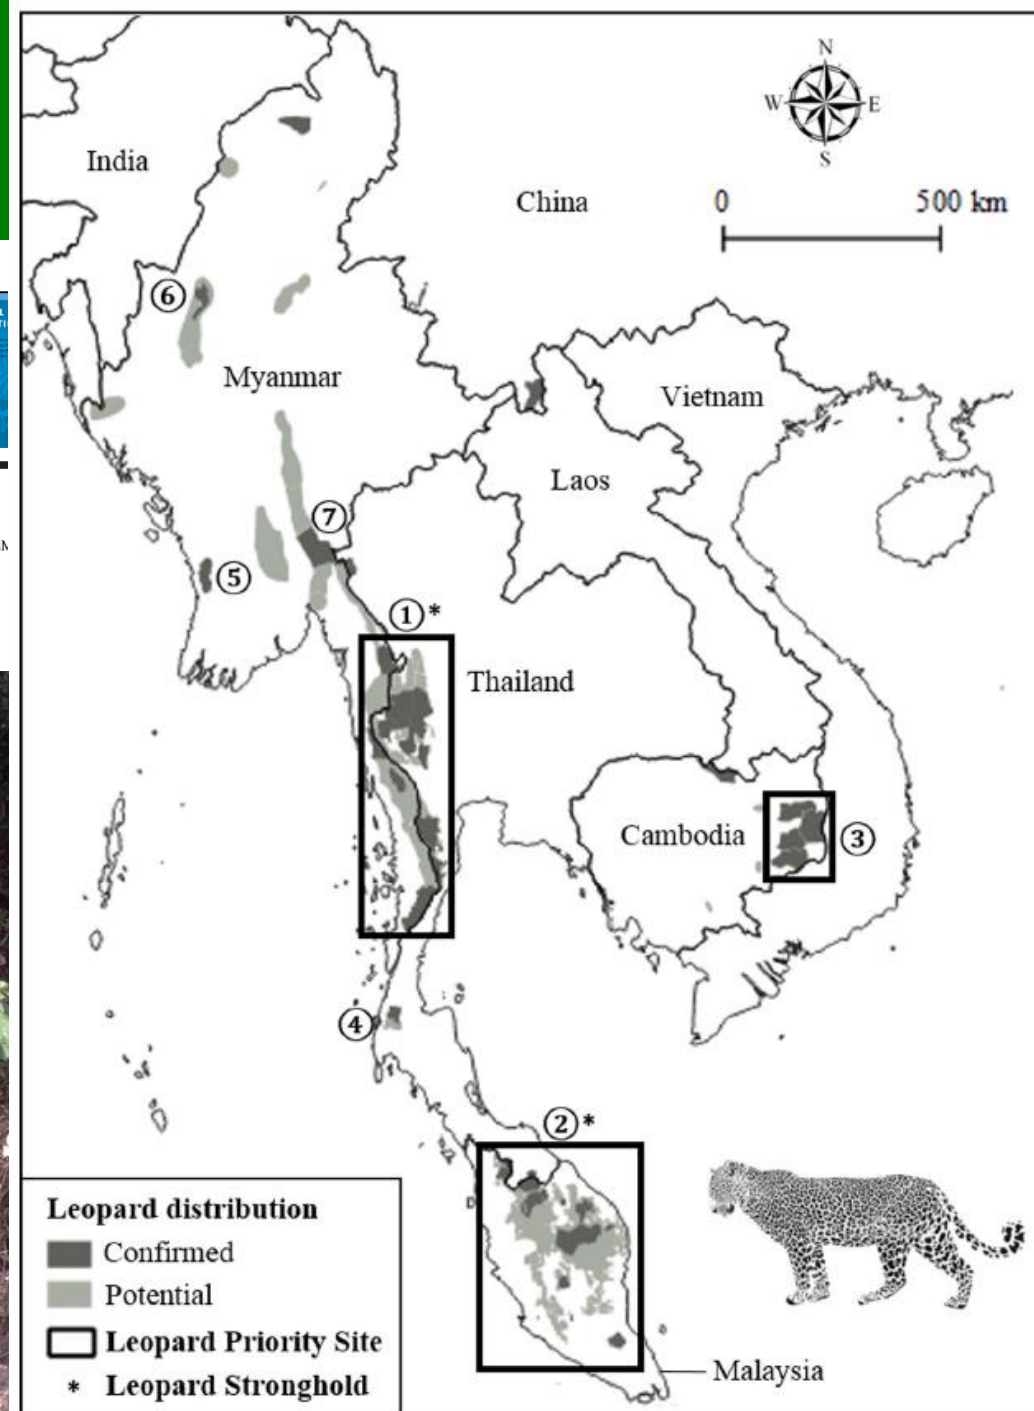 N
W E
S
India
China
0 500 km
⑥
Myanmar
Vietnam
Laos
⑦
⑤
①*
Thailand
Cambodia
③
④
②*
Leopard distribution
Confirmed
Potential
Leopard Priority Site
* Leopard Stronghold
Malaysia